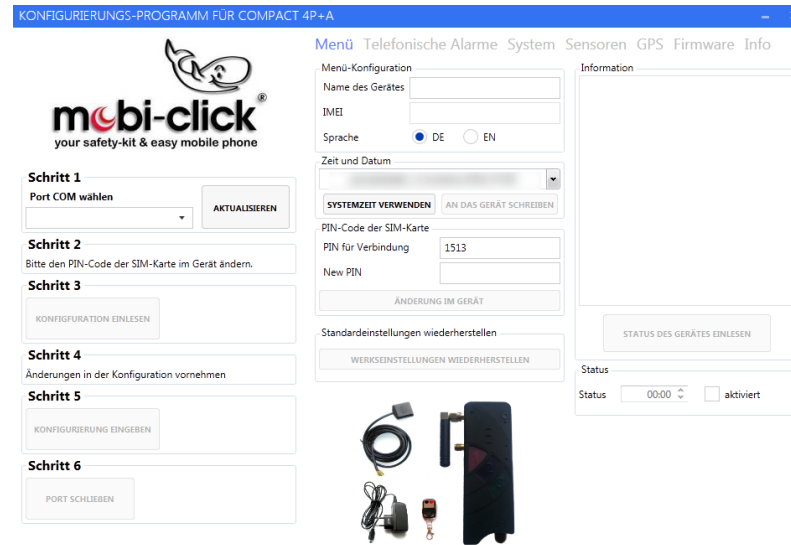 KONFIGURIERUNGS-PROGRAMM FÜR COMPACT 4P+A
mobi-click®
your safety-kit & easy mobile phone
Schritt 1
Port COM wählen
AKTUALISIEREN
Schritt 2
Bitte den PIN-Code der SIM-Karte im Gerät ändern.
Schritt 3
KONFIGFURATION EINLESEN
Schritt 4
Änderungen in der Konfiguration vornehmen
Schritt 5
KONFIGURIERUNG EINGEBEN
Schritt 6
PORT SCHLIEBEN
Menü Telefonische Alarme System Sensoren GPS Firmware Info
Menü-Konfiguration
Name des Gerätes
IMEI
Sprache DE EN
Zeit und Datum
SYSTEMZEIT VERWENDEN AN DAS GERÄT SCHREIBEN
PIN-Code der SIM-Karte
PIN für Verbindung 1513
New PIN
ÄNDERUNG IM GERÄT
Standardeinstellungen wiederherstellen
WERKSEINSTELLUNGEN WIEDERHERSTELLEN
Information
STATUS DES GERÄTES EINLESEN
Status
Status 00:00 aktiviert